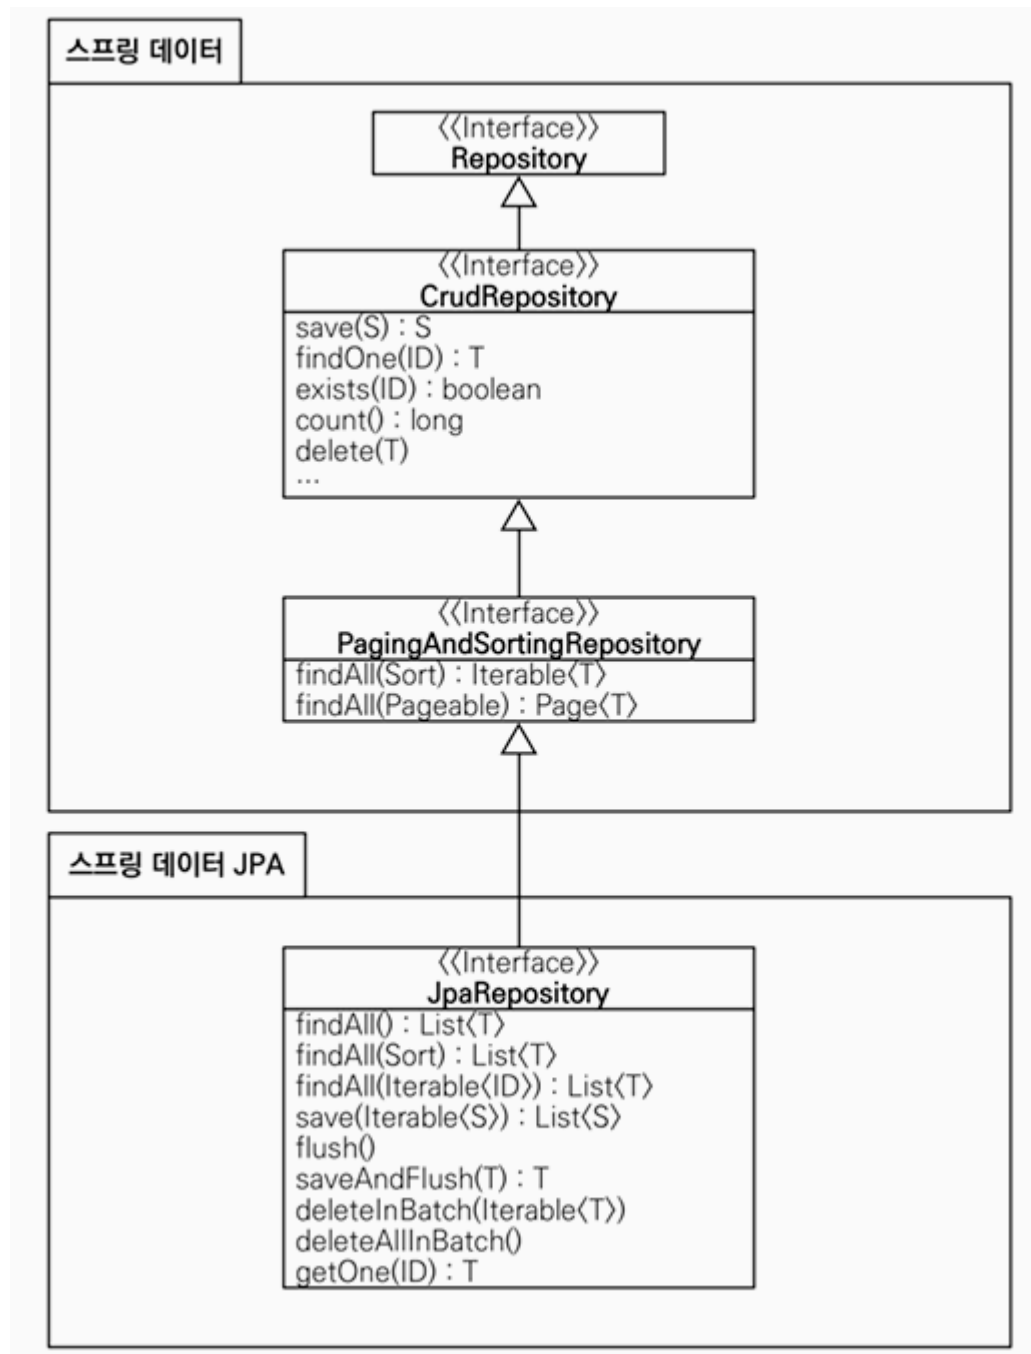 스프링 데이터
〈〈Interface〉〉
Repository
〈〈Interface〉〉
CrudRepository
save(S) : S
findOne(ID) : T
exists(ID) : boolean
count() : long
delete(T)
...
〈〈Interface〉〉
PagingAndSortingRepository
findAll(Sort) : Iterable〈T〉
findAll(Pageable) : Page〈T〉
스프링 데이터 JPA
〈〈Interface〉〉
JpaRepository
findAll() : List〈T〉
findAll(Sort) : List〈T〉
findAll(Iterable〈ID〉) : List〈T〉
save(Iterable〈S〉) : List〈S〉
flush()
saveAndFlush(T) : T
deleteInBatch(Iterable〈T〉)
deleteAllInBatch()
getOne(ID) : T